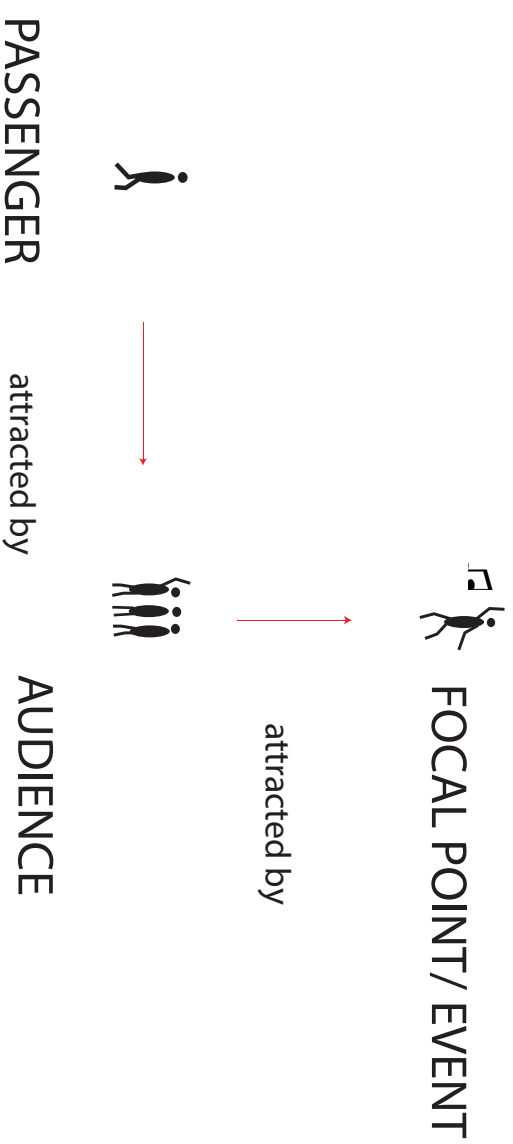 FOCAL POINT/ EVENT
attracted by
PASSENGER
attracted by
AUDIENCE